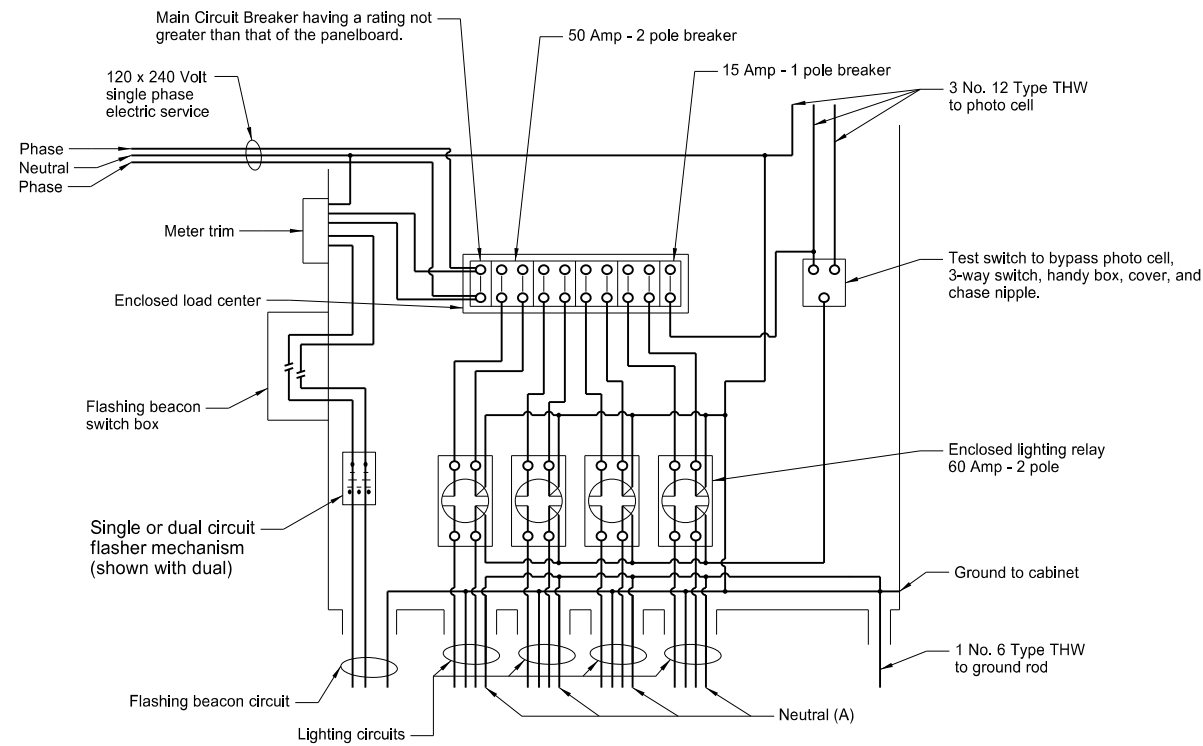 Main Circuit Breaker having a rating not
greater than that of the panelboard.
50 Amp - 2 pole breaker
15 Amp - 1 pole breaker
120 x 240 Volt
single phase
electric service
3 No. 12 Type THW
to photo cell
Phase
Neutral
Phase
Meter trim
Test switch to bypass photo cell,
3-way switch, handy box, cover, and
chase nipple.
Enclosed load center
Flashing beacon
switch box
Enclosed lighting relay
60 Amp - 2 pole
Single or dual circuit
flasher mechanism
(shown with dual)
Ground to cabinet
1 No. 6 Type THW
to ground rod
Flashing beacon circuit
Neutral (A)
Lighting circuits